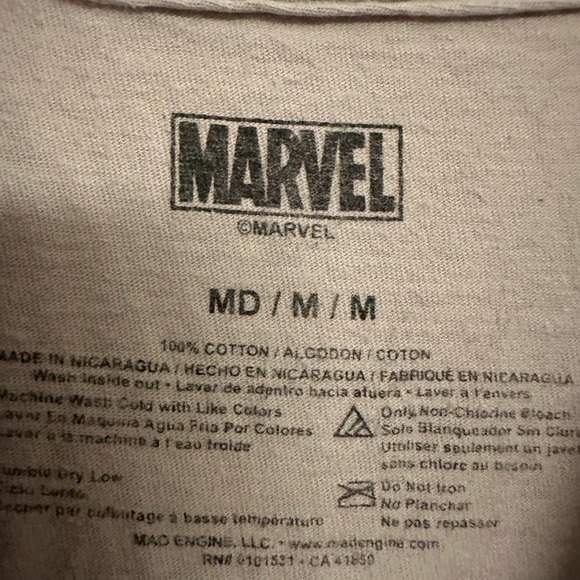 MARVEL
©MARVEL
MD / M / M
100% COTTON / ALGODON / COTON
MADE IN NICARAGUA / HECHO EN NICARAGUA / FABRIQUÉ EN NICARAGUA
Wash inside out • Lavar de adentro hacia afuera • Laver à l'envers
Machine Wash Cold with Like Colors
Lavar En Maquina Agua Fria Por Colores
Laver à la machine à l'eau froide
Only Non-Chlorine Bleach
Solo Blanqueador Sin Clor
Utiliser seulement un javel
sans chlore au besoin
Tumble Dry Low
Ciclo Lento
Sécher par culbutage à basse température
Do Not Iron
No Planchar
Ne pas repasser
MAD ENGINE, LLC. • www.madengine.com
RN# 0101531 • CA 41850